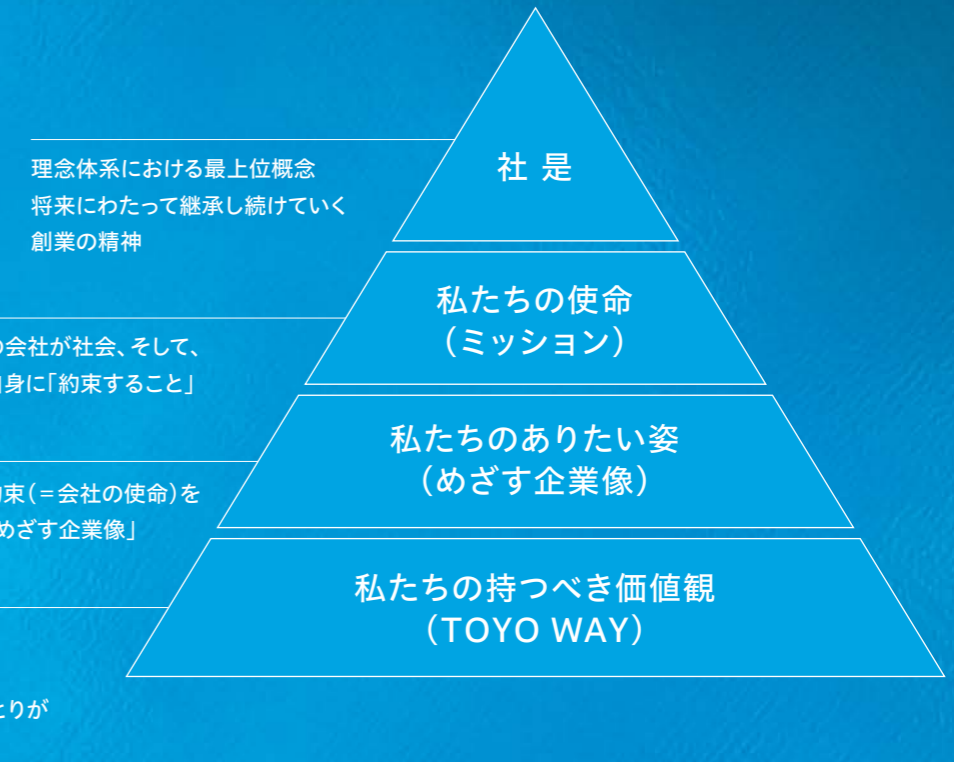 社是
理念体系における最上位概念
将来にわたって継承し続けていく
創業の精神
私たちの使命
（ミッション）
会社が社会、そして、
身に「約束すること」
私たちのありたい姿
（めざす企業像）
束（＝会社の使命）を
めざす企業像」
私たちの持つべき価値観
（TOYO WAY）
とりが